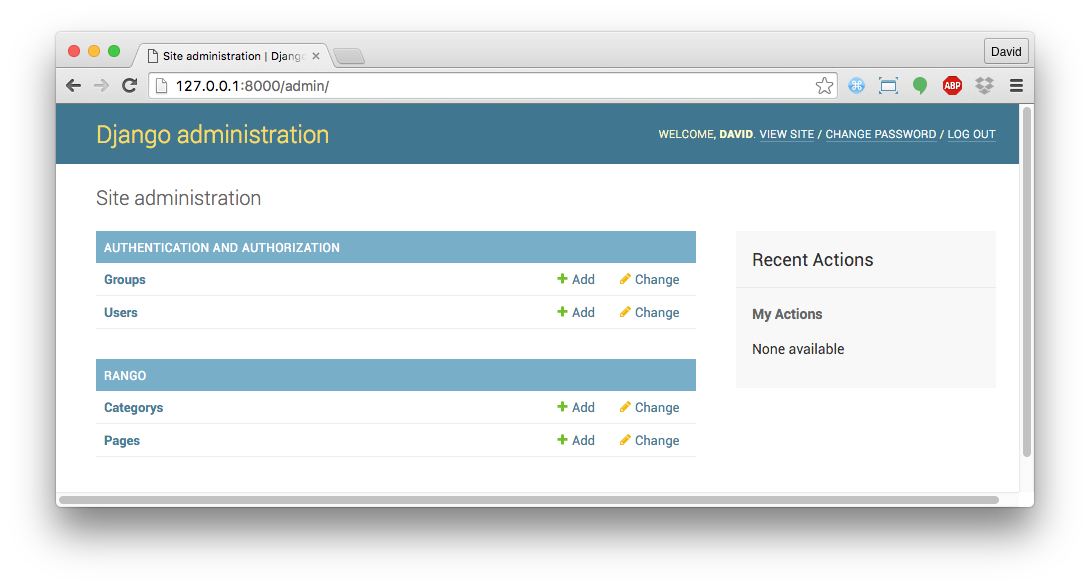 Site administration | Djang
David
127.0.0.1:8000/admin/
ABP
Django administration
WELCOME, DAVID. VIEW SITE / CHANGE PASSWORD / LOG OUT
Site administration
AUTHENTICATION AND AUTHORIZATION
Groups Add Change
Users Add Change
RANGO
Categorys Add Change
Pages Add Change
Recent Actions
My Actions
None available